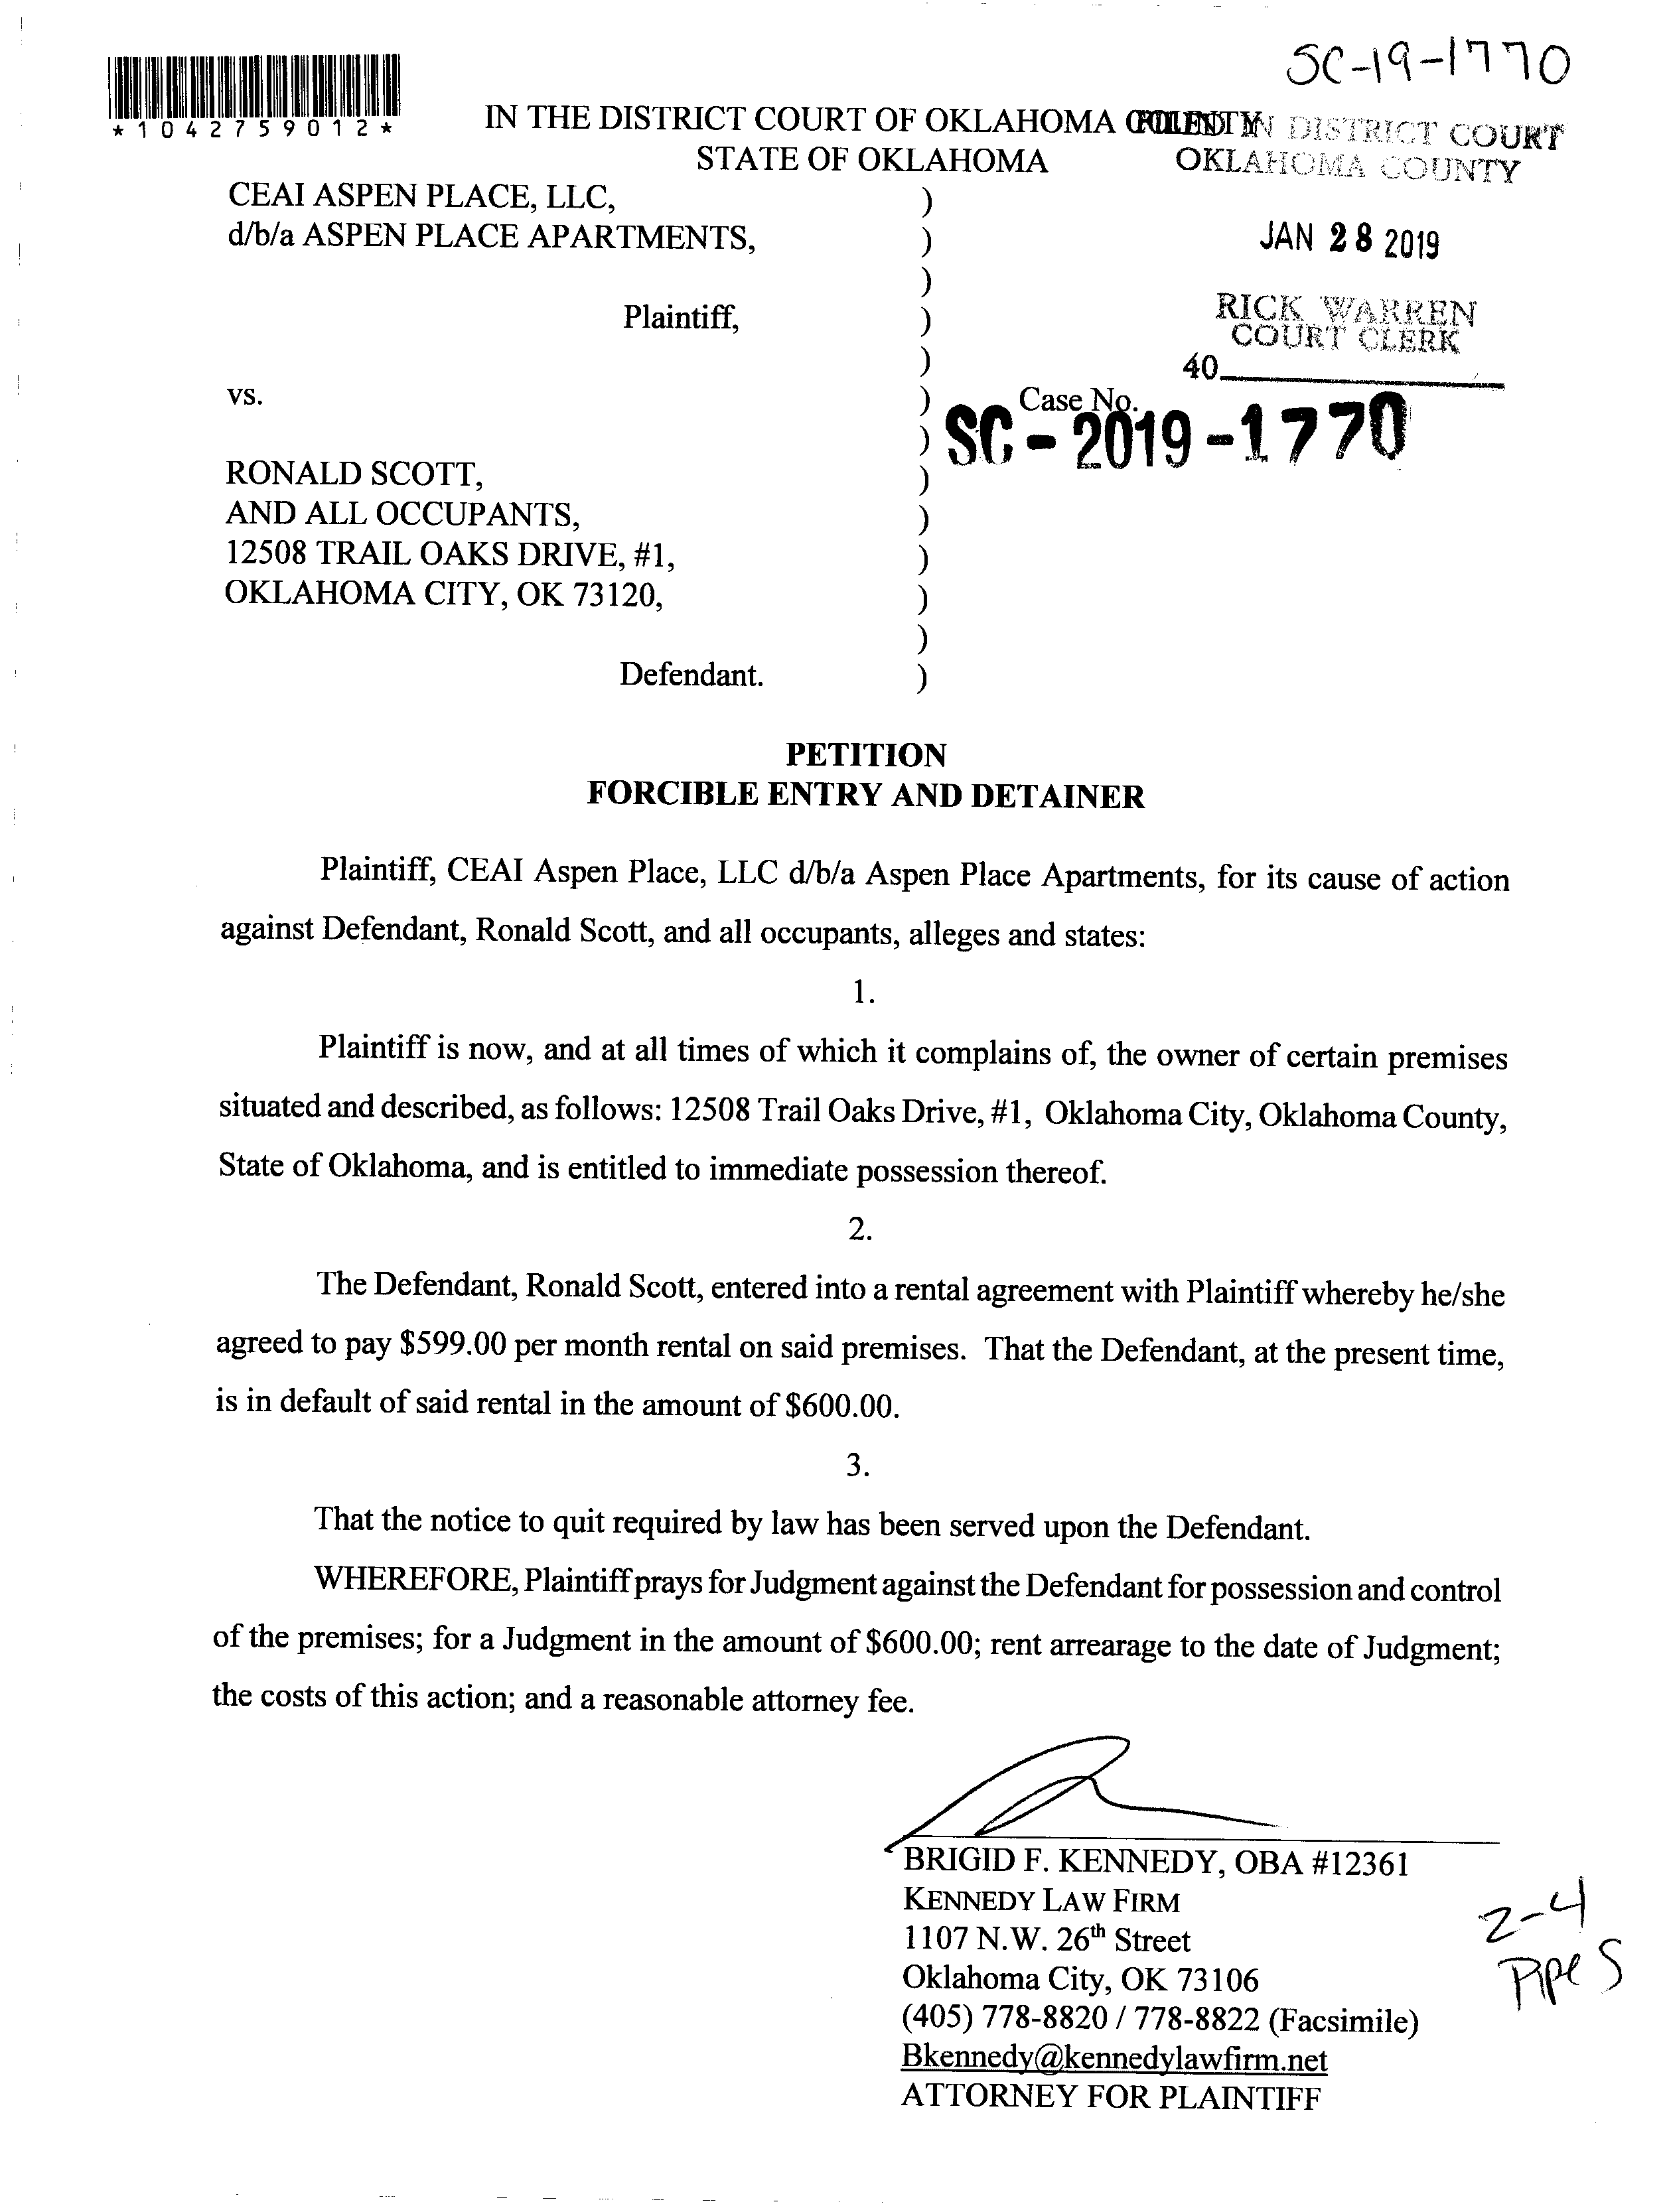 SC-19-1770
*1042759012*
IN THE DISTRICT COURT OF OKLAHOMA COUNTY
STATE OF OKLAHOMA
FILED IN DISTRICT COURT
OKLAHOMA COUNTY
JAN 28 2019
RICK WARREN
COURT CLERK
40
CEAI ASPEN PLACE, LLC, )
d/b/a ASPEN PLACE APARTMENTS, )
)
Plaintiff, )
)
vs. ) Case No.
) SC-2019-1770
RONALD SCOTT, )
AND ALL OCCUPANTS, )
12508 TRAIL OAKS DRIVE, #1, )
OKLAHOMA CITY, OK 73120, )
)
Defendant. )
PETITION
FORCIBLE ENTRY AND DETAINER
Plaintiff, CEAI Aspen Place, LLC d/b/a Aspen Place Apartments, for its cause of action
against Defendant, Ronald Scott, and all occupants, alleges and states:
1.
Plaintiff is now, and at all times of which it complains of, the owner of certain premises
situated and described, as follows: 12508 Trail Oaks Drive, #1, Oklahoma City, Oklahoma County,
State of Oklahoma, and is entitled to immediate possession thereof.
2.
The Defendant, Ronald Scott, entered into a rental agreement with Plaintiff whereby he/she
agreed to pay $599.00 per month rental on said premises. That the Defendant, at the present time,
is in default of said rental in the amount of $600.00.
3.
That the notice to quit required by law has been served upon the Defendant.
WHEREFORE, Plaintiff prays for Judgment against the Defendant for possession and control
of the premises; for a Judgment in the amount of $600.00; rent arrearage to the date of Judgment;
the costs of this action; and a reasonable attorney fee.
BRIGID F. KENNEDY, OBA #12361
KENNEDY LAW FIRM
1107 N.W. 26th Street
Oklahoma City, OK 73106
(405) 778-8820 / 778-8822 (Facsimile)
Bkennedy@kennedylawfirm.net
ATTORNEY FOR PLAINTIFF
2-4
Pipes